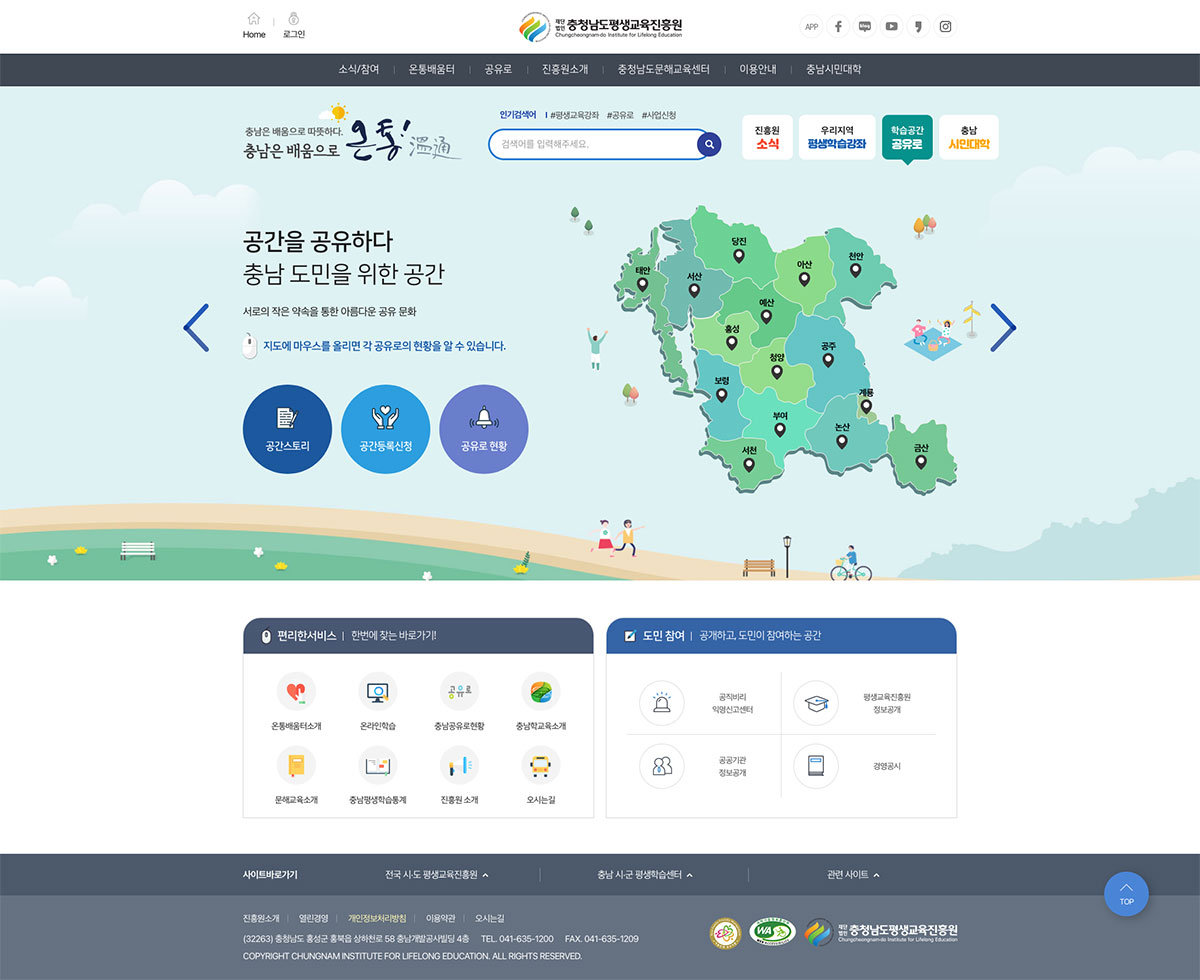 Home
로그인
재단법인 충청남도평생교육진흥원
Chungcheongnam-do Institute for Lifelong Education
APP
blog
소식/참여
온통배움터
공유로
진흥원소개
충청남도문해교육센터
이용안내
충남시민대학
충남은 배움으로 따뜻하다.
충남은 배움으로 온통! 溫通
인기검색어 #평생교육강좌 #공유로 #사업신청
검색어를 입력해주세요.
진흥원
소식
우리지역
평생학습강좌
학습공간
공유로
충남
시민대학
공간을 공유하다
충남 도민을 위한 공간
서로의 작은 약속을 통한 아름다운 공유 문화
지도에 마우스를 올리면 각 공유로의 현황을 알 수 있습니다.
공간스토리
공간등록신청
공유로 현황
당진
천안
아산
태안
서산
예산
홍성
공주
청양
보령
계룡
부여
논산
서천
금산
편리한서비스 | 한번에 찾는 바로가기!
온통배움터소개
온라인학습
공유로
충남공유로현황
충남학교육소개
문해교육소개
충남평생학습통계
진흥원 소개
오시는길
도민 참여 | 공개하고, 도민이 참여하는 공간
공직비리
익명신고센터
평생교육진흥원
정보공개
공공기관
정보공개
경영공시
사이트바로가기
전국 시·도 평생교육진흥원
충남 시·군 평생학습센터
관련 사이트
TOP
진흥원소개
열린경영
개인정보처리방침
이용약관
오시는길
(32263) 충청남도 홍성군 홍북읍 상하천로 58 충남개발공사빌딩 4층 TEL. 041-635-1200 FAX. 041-635-1209
COPYRIGHT CHUNGNAM INSTITUTE FOR LIFELONG EDUCATION. ALL RIGHTS RESERVED.
WA
재단법인 충청남도평생교육진흥원
Chungcheongnam-do Institute for Lifelong Education